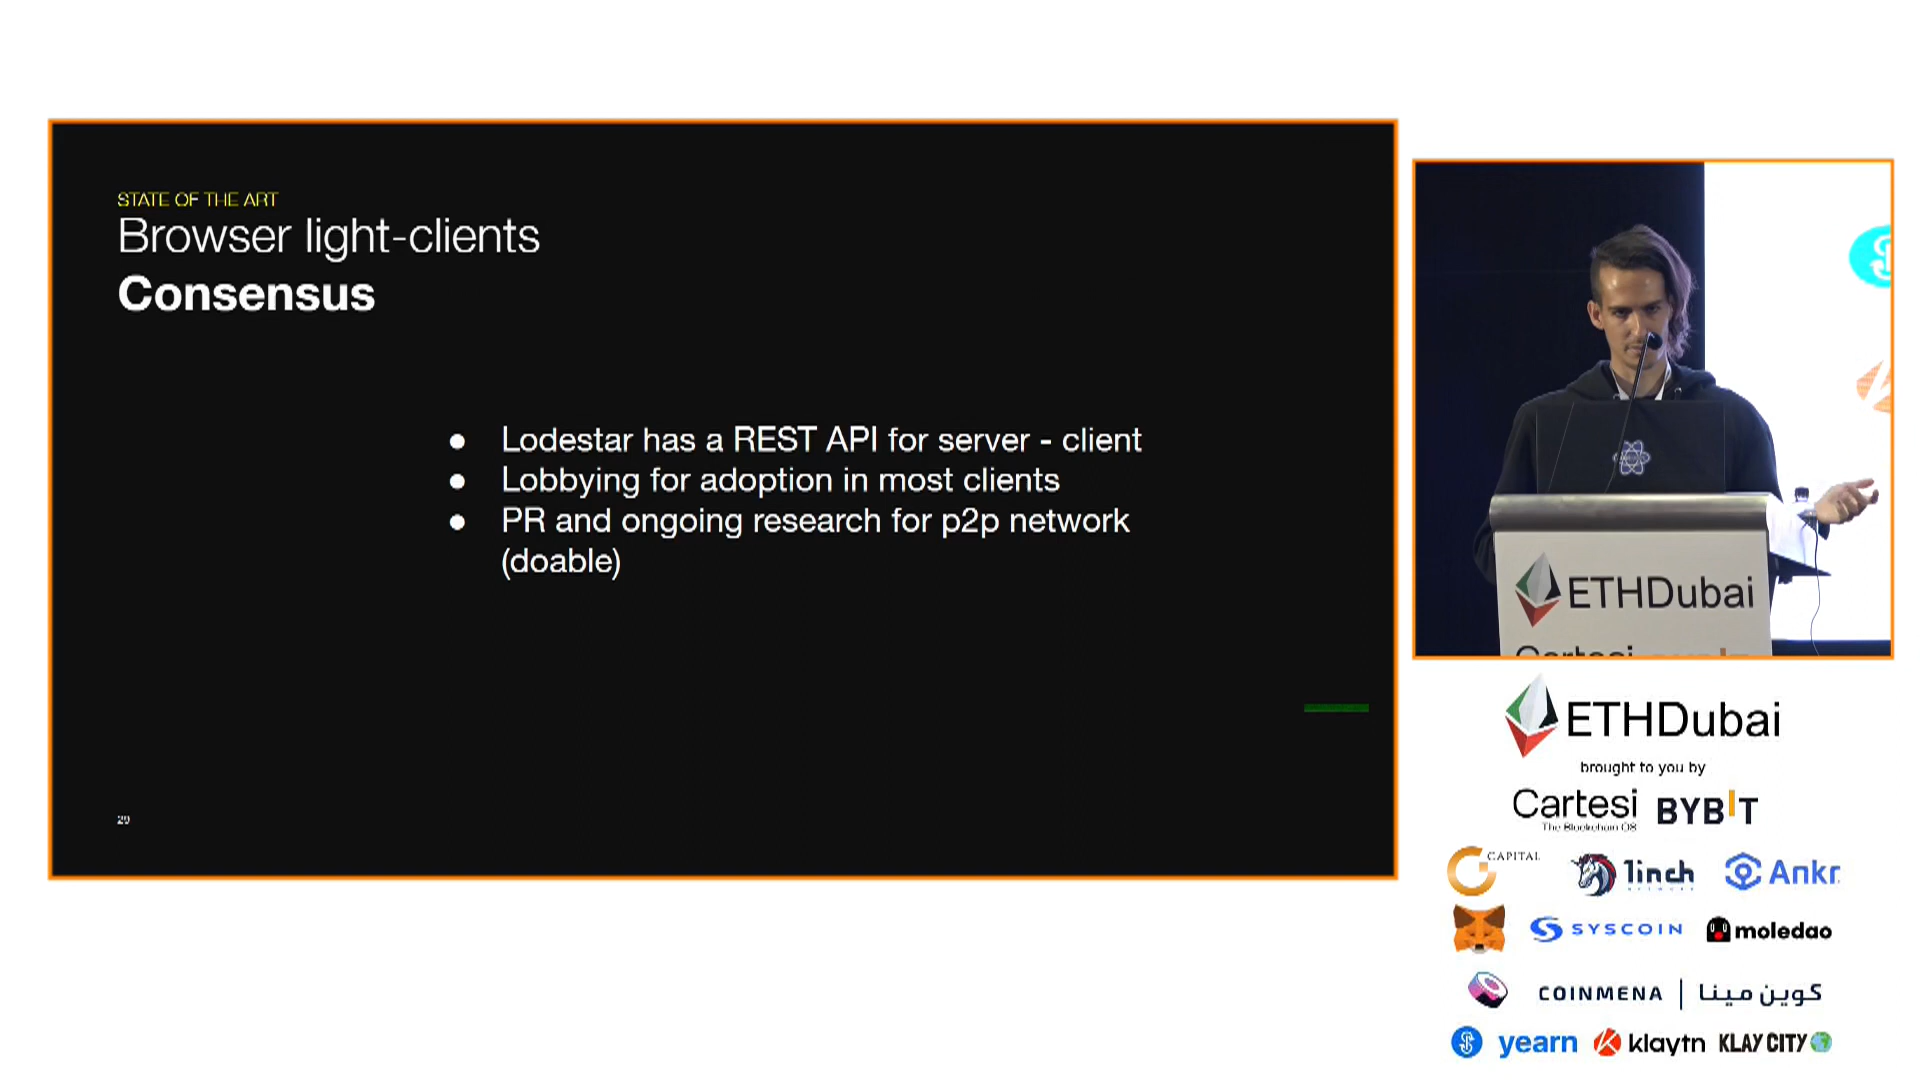 STATE OF THE ART
Browser light-clients
Consensus
● Lodestar has a REST API for server - client
● Lobbying for adoption in most clients
● PR and ongoing research for p2p network
(doable)
29
ETHDubai
Cartesi
ETHDubai
brought to you by
Cartesi
The Blockchain OS
BYBIT
CAPITAL
1inch
NETWORK
Ankr
SYSCOIN
moledao
COINMENA | كوين مينا
yearn
klaytn
KLAY CITY